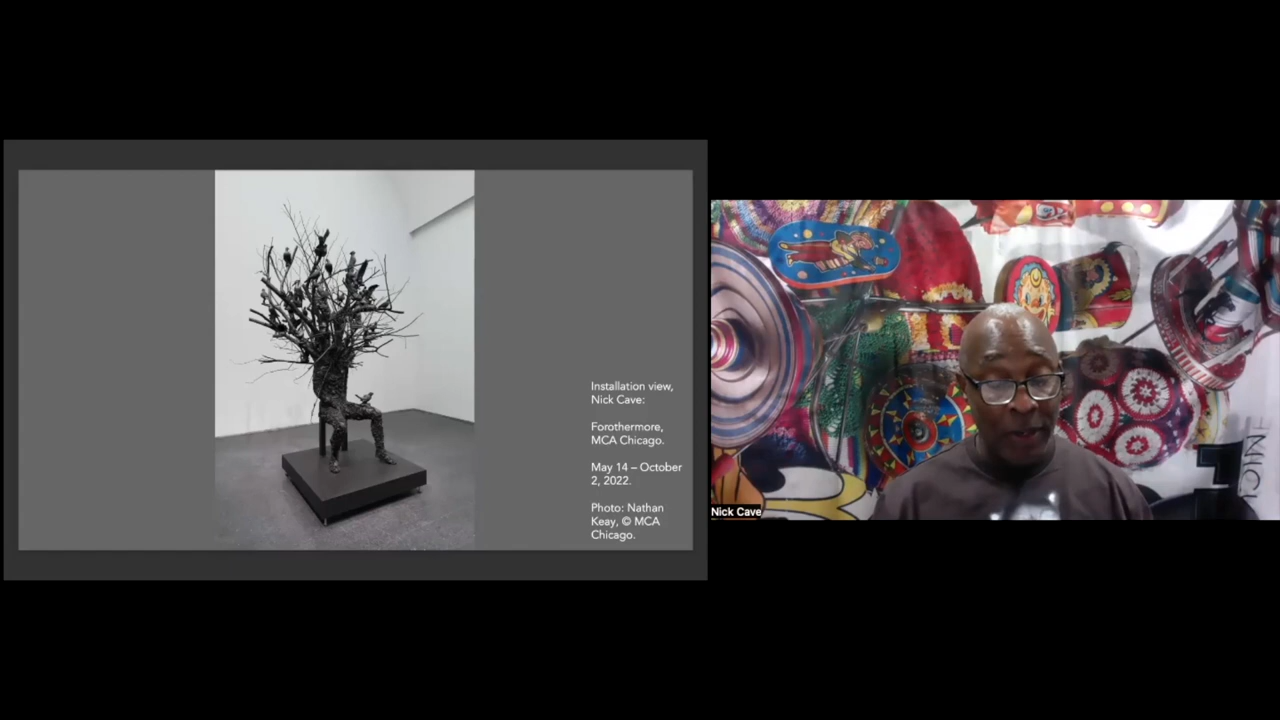 Installation view,
Nick Cave:
Forothermore,
MCA Chicago.
May 14 – October
2, 2022.
Photo: Nathan
Keay, © MCA
Chicago.
Nick Cave